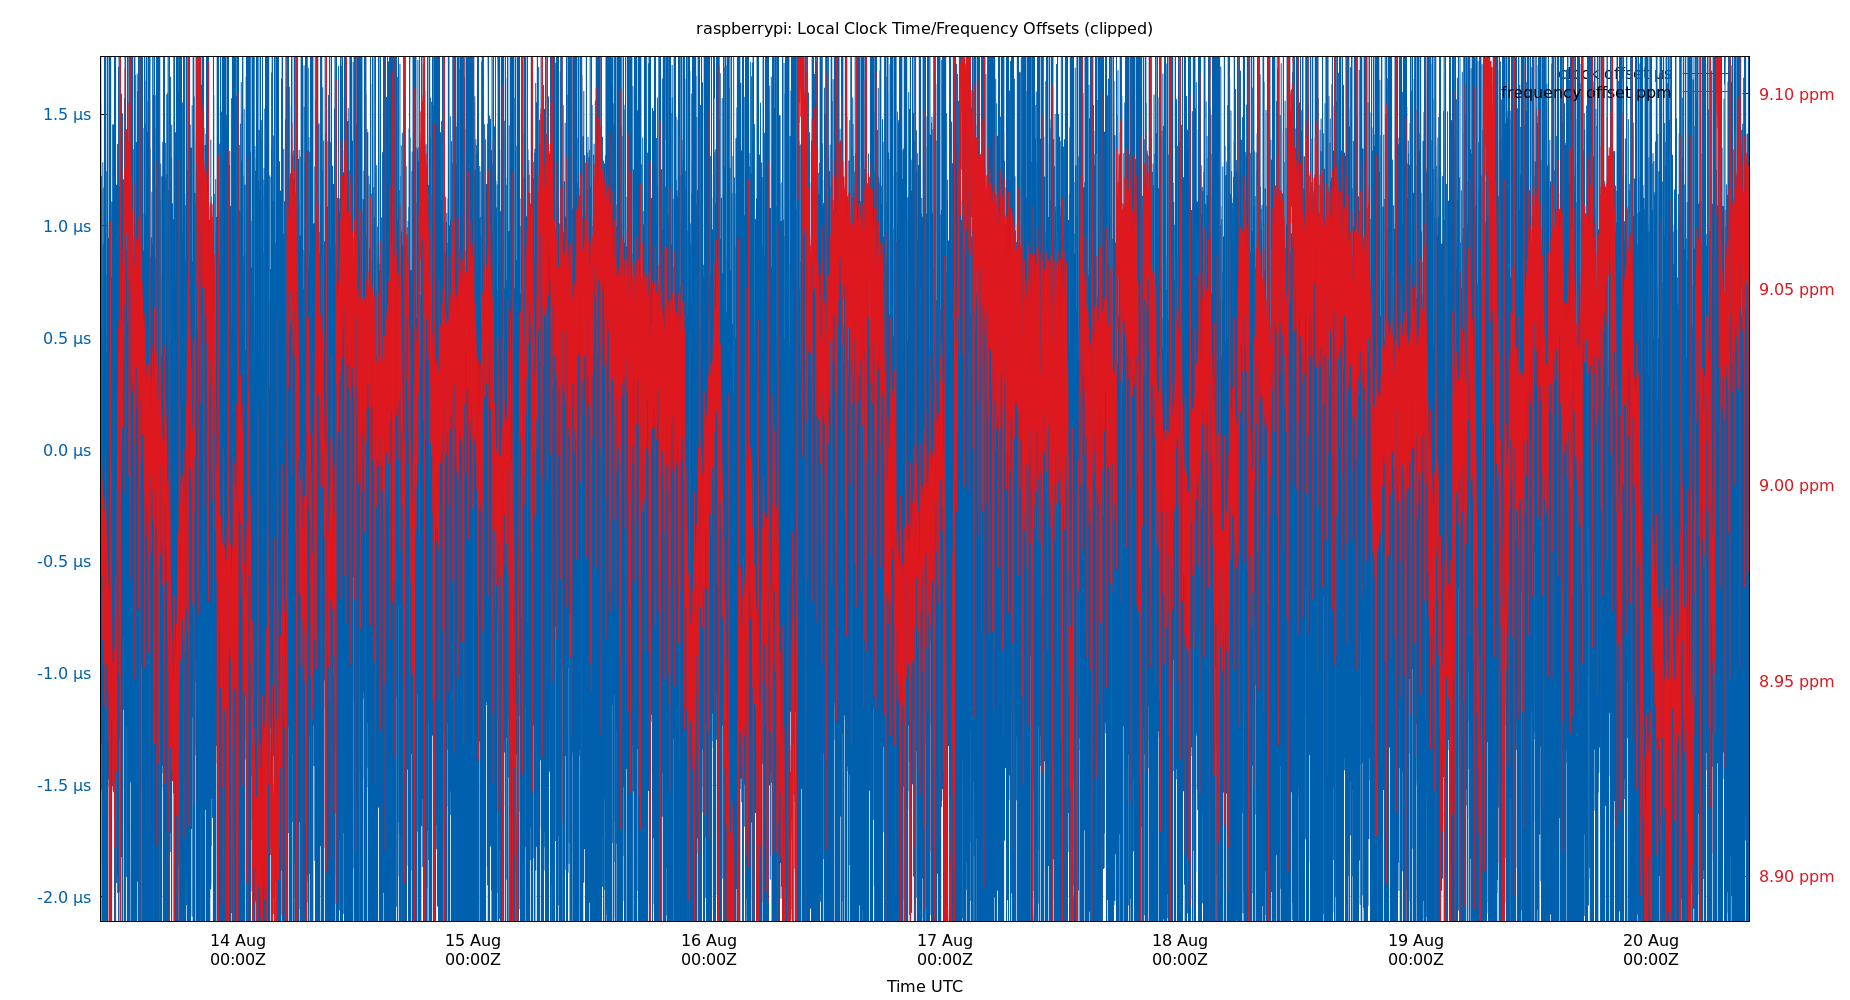 raspberrypi: Local Clock Time/Frequency Offsets (clipped)
clock offset µs
frequency offset ppm
1.5 µs
1.0 µs
0.5 µs
0.0 µs
-0.5 µs
-1.0 µs
-1.5 µs
-2.0 µs
9.10 ppm
9.05 ppm
9.00 ppm
8.95 ppm
8.90 ppm
14 Aug
00:00Z
15 Aug
00:00Z
16 Aug
00:00Z
17 Aug
00:00Z
18 Aug
00:00Z
19 Aug
00:00Z
20 Aug
00:00Z
Time UTC